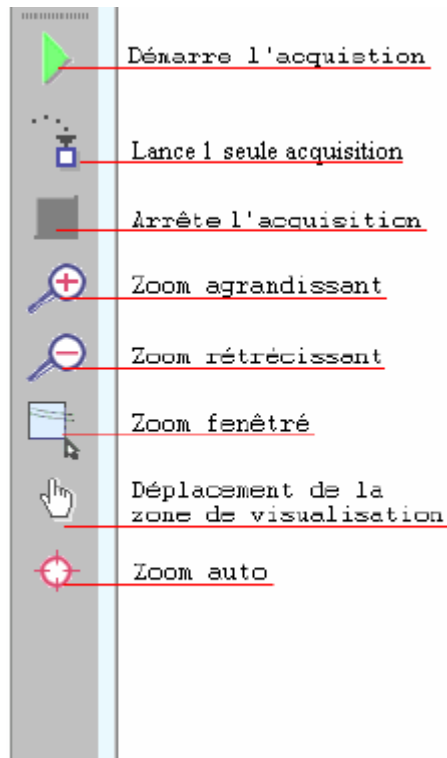 Démarre l'acquistion
Lance 1 seule acquisition
Arrête l'acquisition
Zoom agrandissant
Zoom rétrécissant
Zoom fenêtré
Déplacement de la
zone de visualisation
Zoom auto